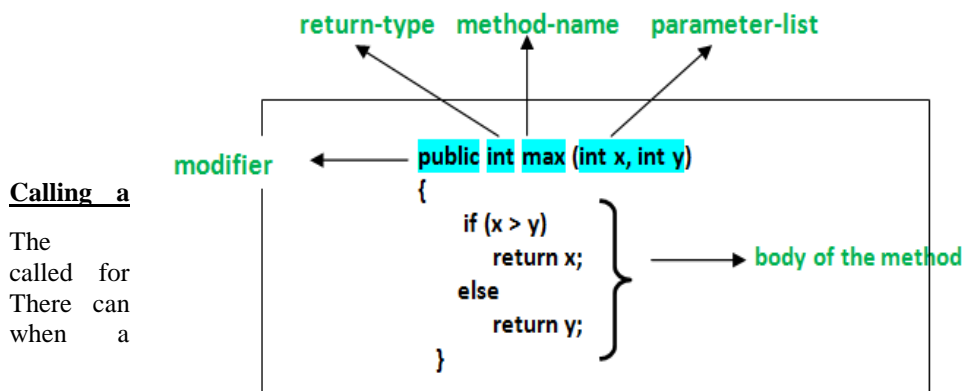 return-type method-name parameter-list
modifier
public int max (int x, int y)
{
if (x > y)
return x;
else
return y;
}
body of the method
Calling a
The
called for
There can
when a